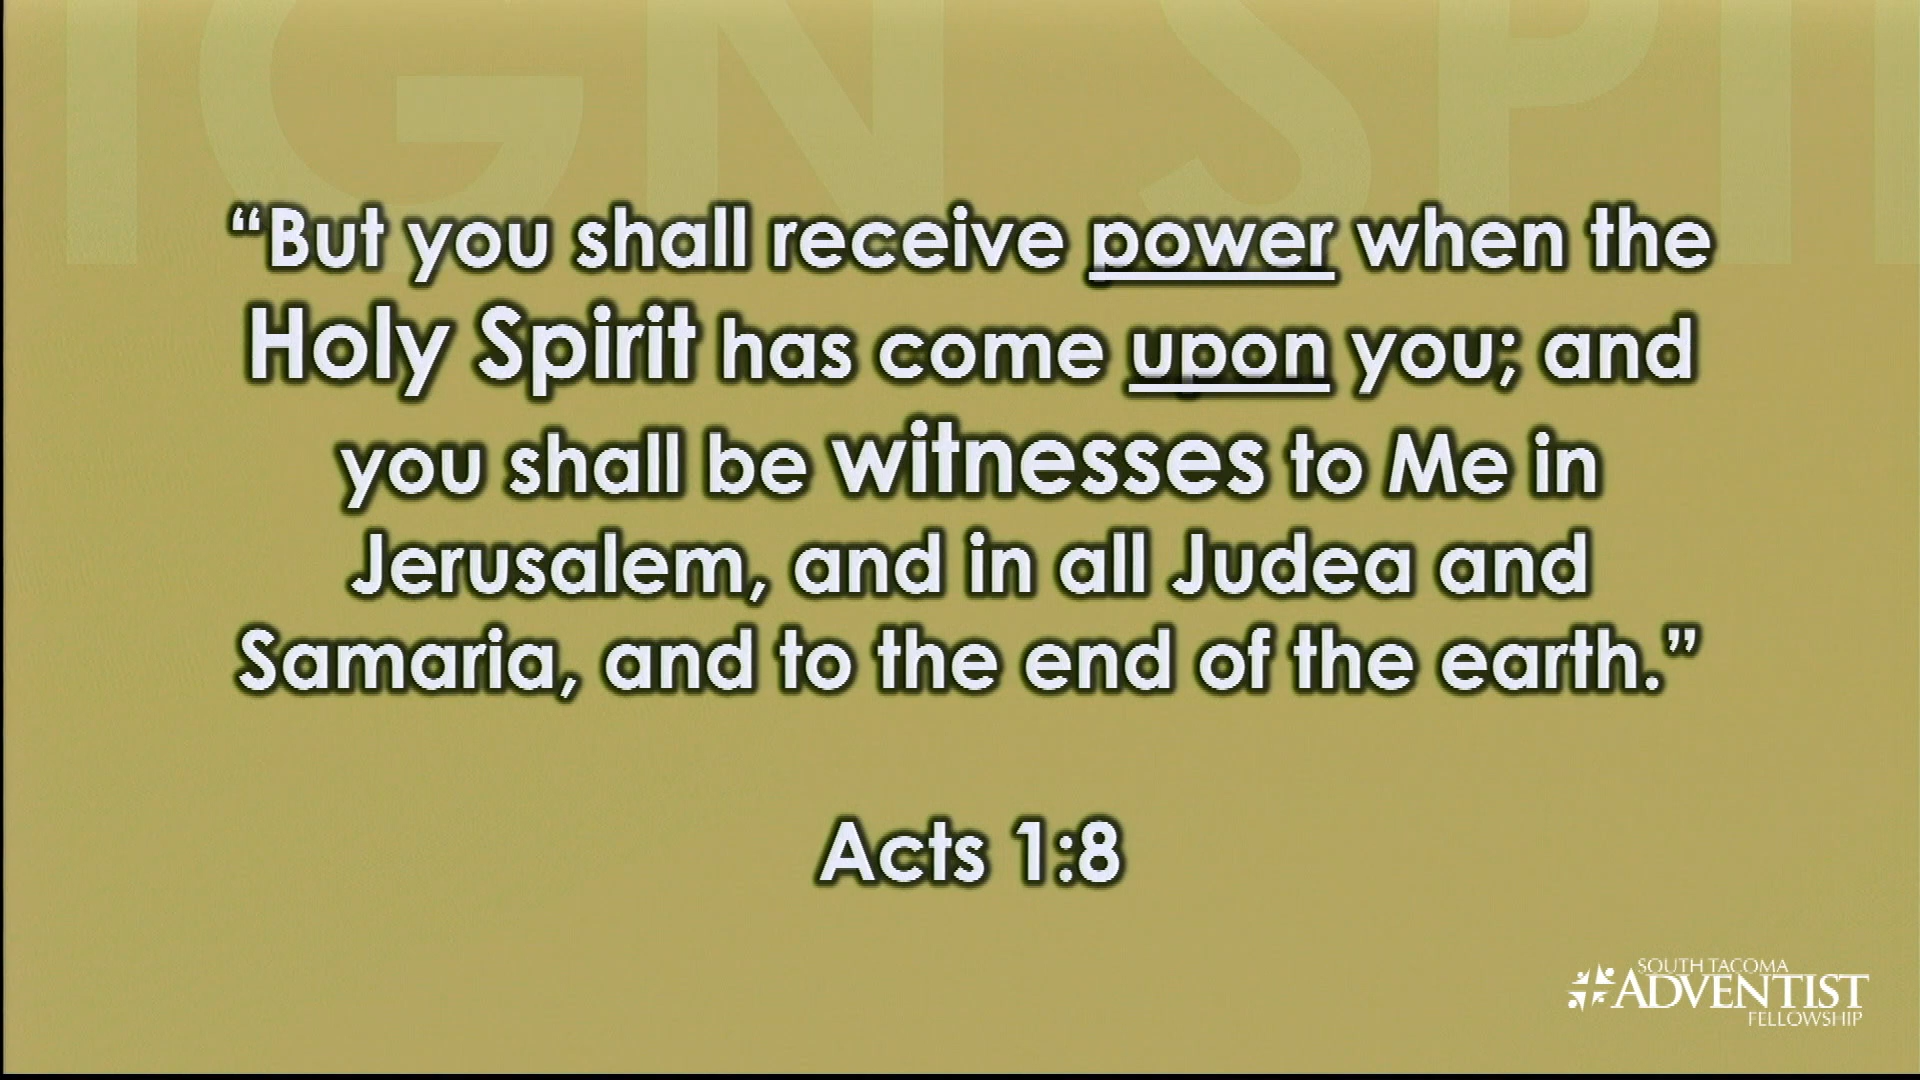 IGN SPI
“But you shall receive power when the
Holy Spirit has come upon you; and
you shall be witnesses to Me in
Jerusalem, and in all Judea and
Samaria, and to the end of the earth.”
Acts 1:8
SOUTH TACOMA
ADVENTIST
FELLOWSHIP